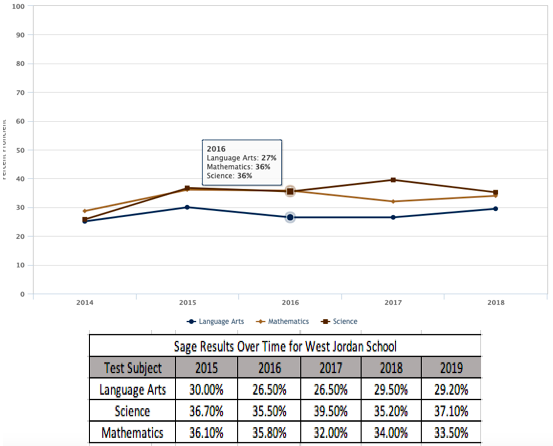 100
90
80
70
60
50
40
30
20
10
0
2016
Language Arts: 27%
Mathematics: 36%
Science: 36%
2014 2015 2016 2017 2018
Language Arts Mathematics Science
Sage Results Over Time for West Jordan School
Test Subject 2015 2016 2017 2018 2019
Language Arts 30.00% 26.50% 26.50% 29.50% 29.20%
Science 36.70% 35.50% 39.50% 35.20% 37.10%
Mathematics 36.10% 35.80% 32.00% 34.00% 33.50%